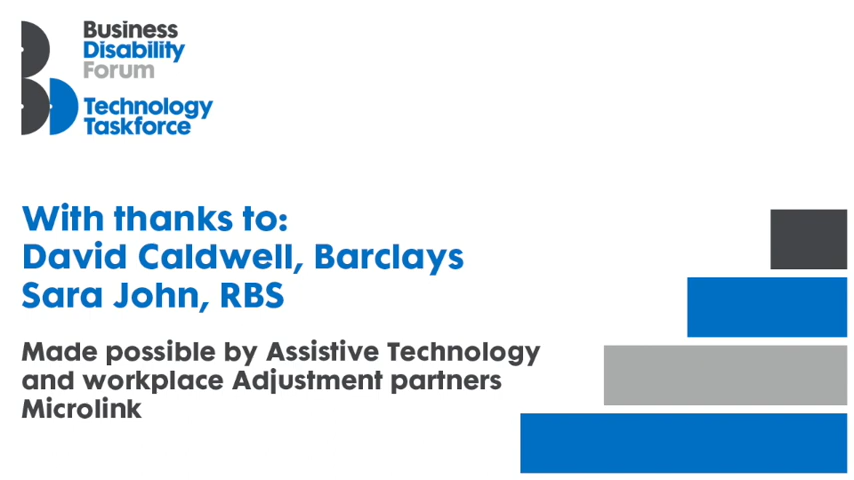 Business
Disability
Forum
Technology
Taskforce
With thanks to:
David Caldwell, Barclays
Sara John, RBS
Made possible by Assistive Technology
and workplace Adjustment partners
Microlink